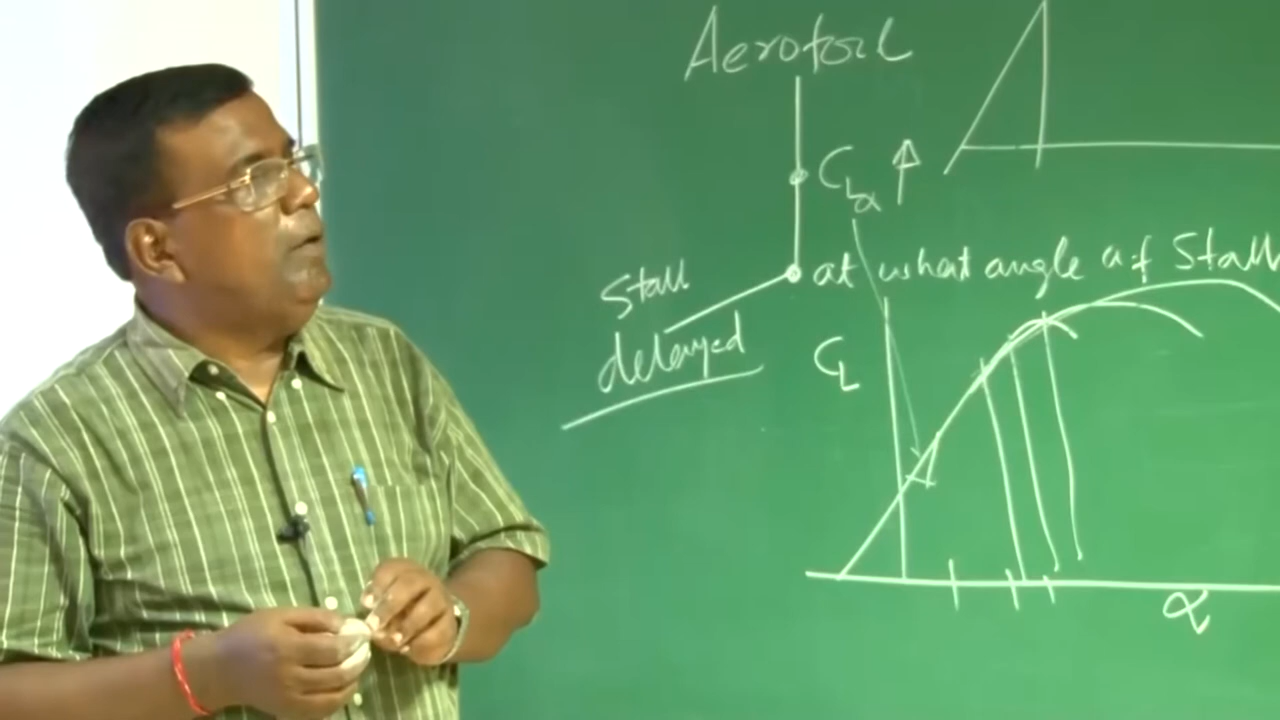 Aerofoil
C_Lα ↑
at what angle of Stall
Stall
delayed
C_L
α